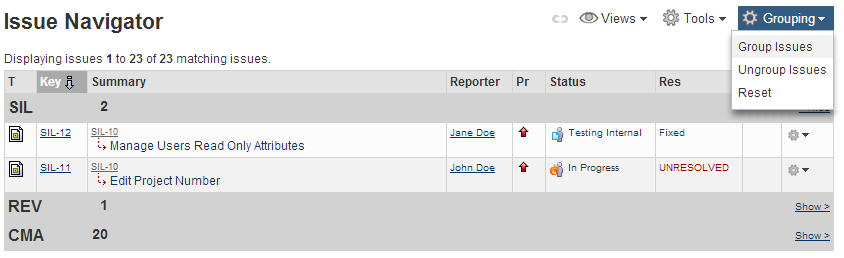 Issue Navigator
Views
Tools
Grouping
Group Issues
Ungroup Issues
Reset
Displaying issues 1 to 23 of 23 matching issues.
T Key Summary Reporter Pr Status Res
SIL 2
SIL-12 SIL-10 Jane Doe Testing Internal Fixed
Manage Users Read Only Attributes
SIL-11 SIL-10 John Doe In Progress UNRESOLVED
Edit Project Number
REV 1 Show >
CMA 20 Show >